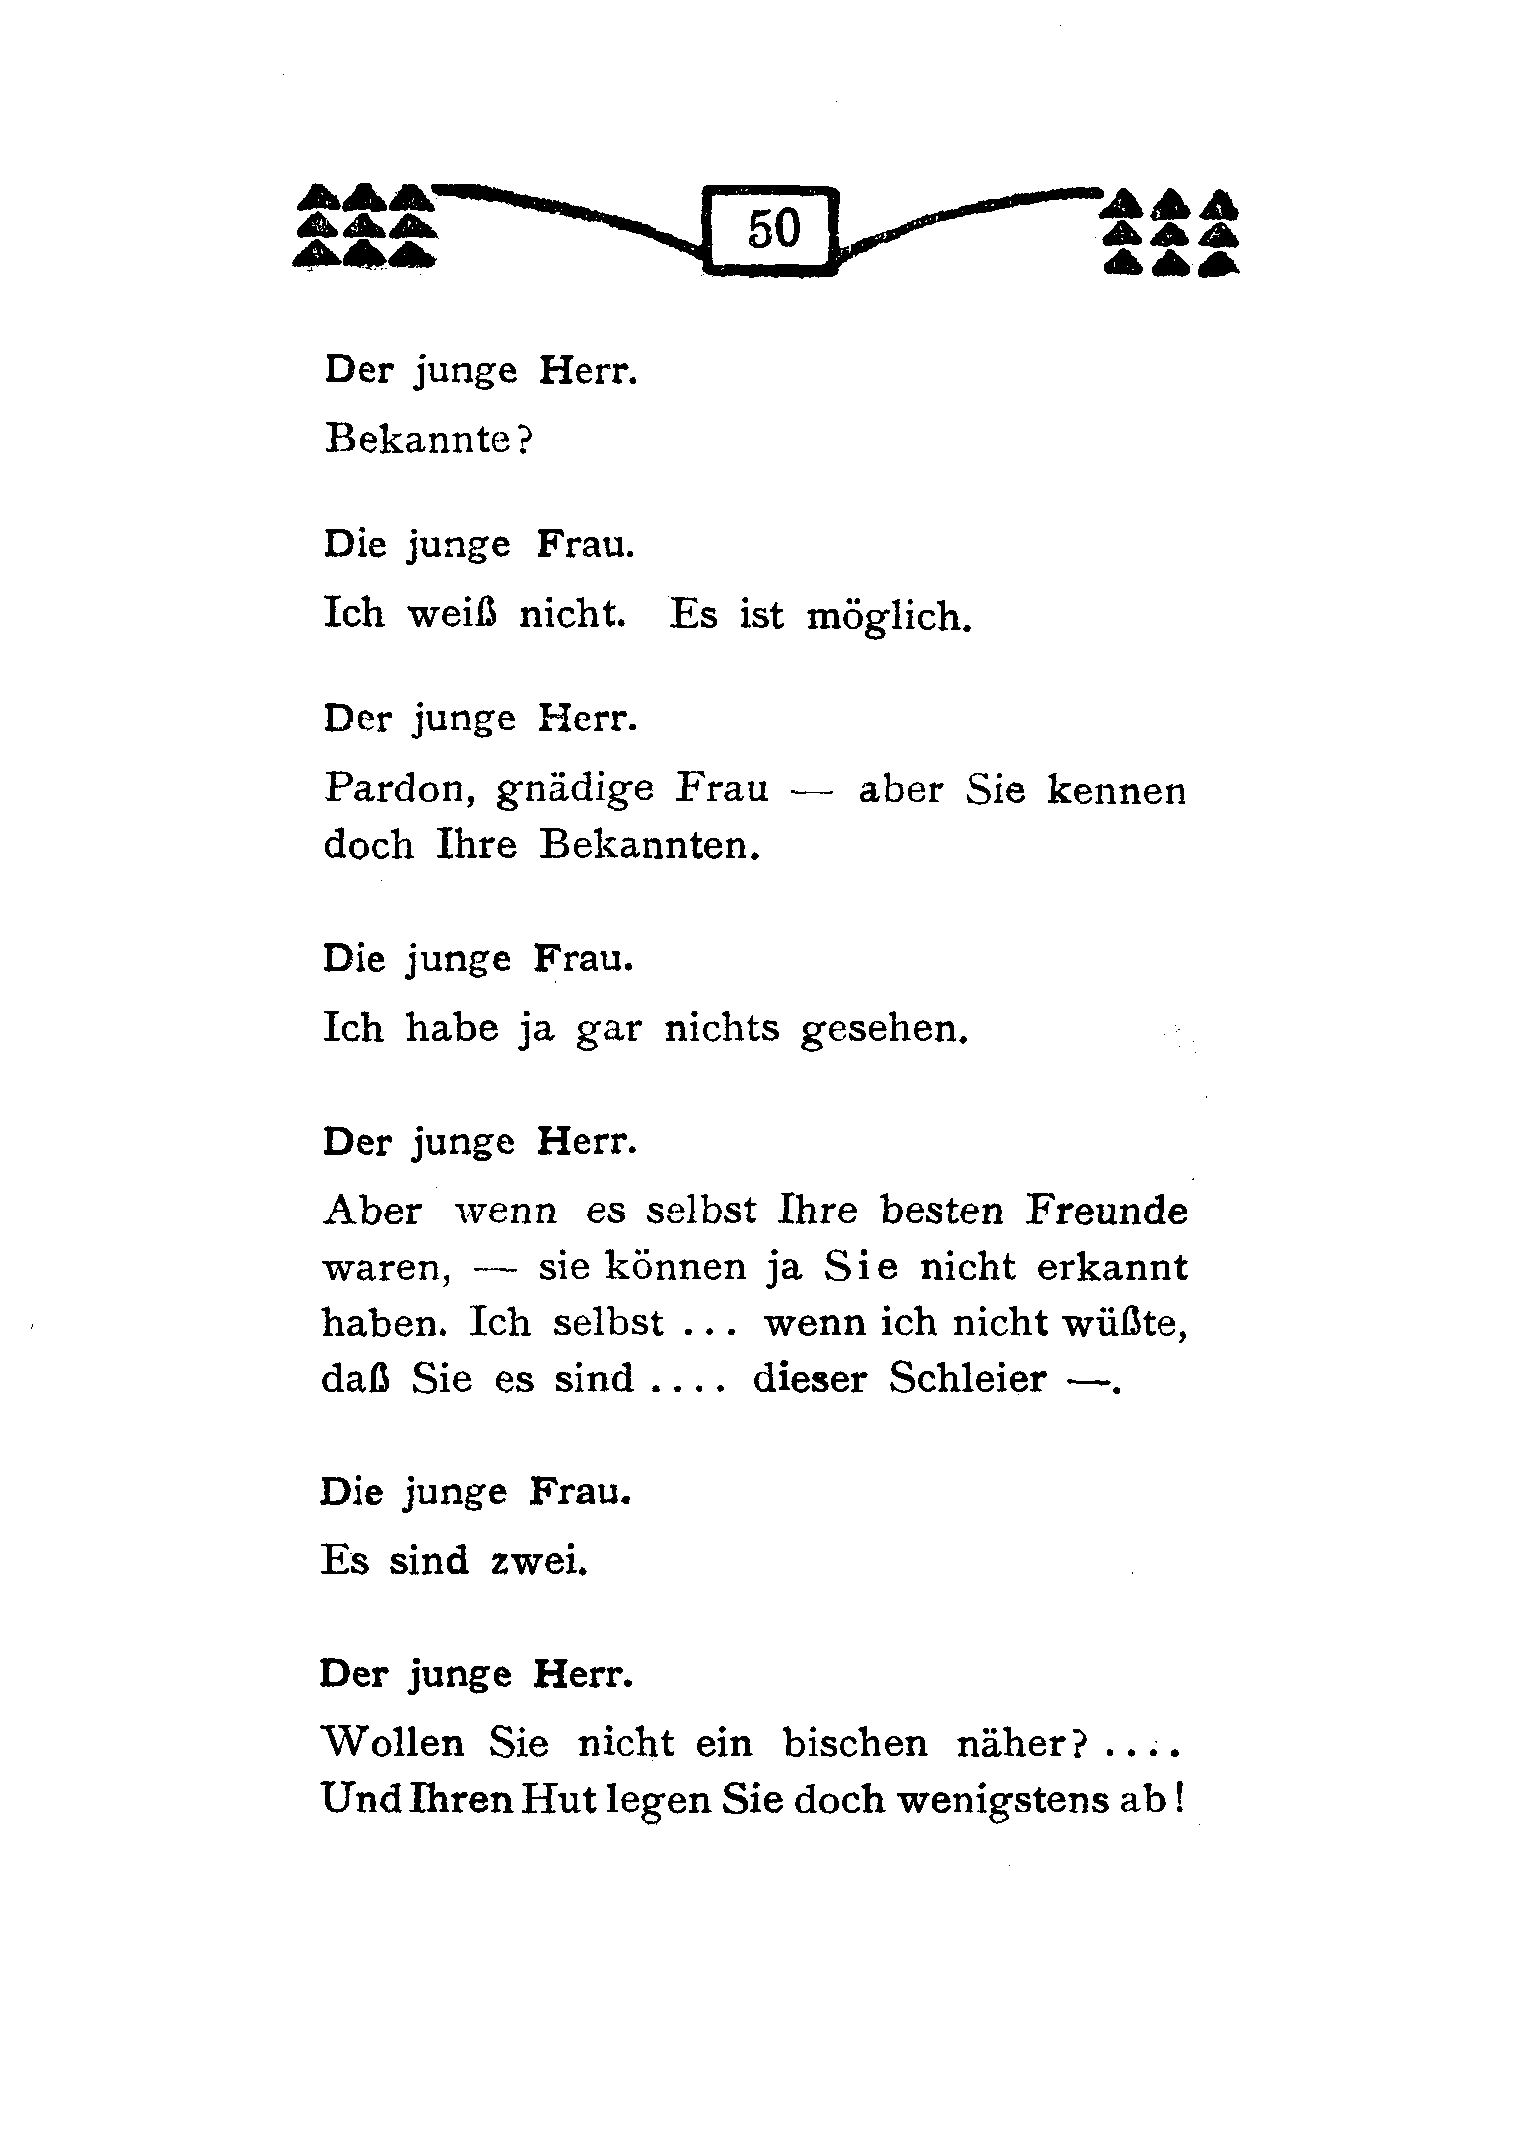 50
Der junge Herr.
Bekannte?
Die junge Frau.
Ich weiß nicht. Es ist möglich.
Der junge Herr.
Pardon, gnädige Frau — aber Sie kennen
doch Ihre Bekannten.
Die junge Frau.
Ich habe ja gar nichts gesehen.
Der junge Herr.
Aber wenn es selbst Ihre besten Freunde
waren, — sie können ja Sie nicht erkannt
haben. Ich selbst ... wenn ich nicht wüßte,
daß Sie es sind .... dieser Schleier —.
Die junge Frau.
Es sind zwei.
Der junge Herr.
Wollen Sie nicht ein bischen näher? ....
Und Ihren Hut legen Sie doch wenigstens ab!